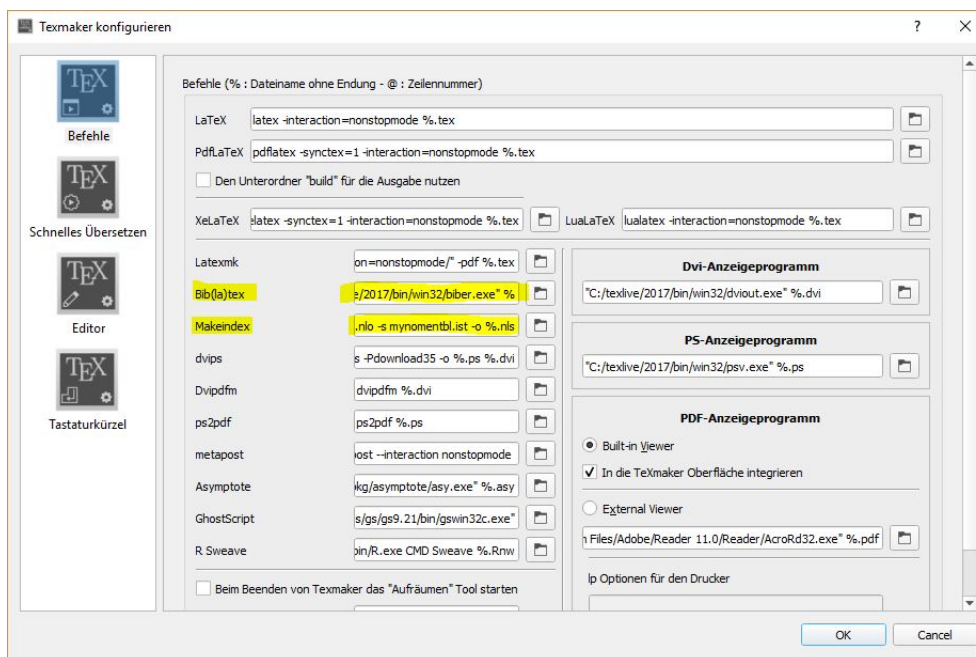 Texmaker konfigurieren
?
TEX
Befehle
TEX
Schnelles Übersetzen
TEX
Editor
TEX
Tastaturkürzel
Befehle (% : Dateiname ohne Endung - @ : Zeilennummer)
LaTeX latex -interaction=nonstopmode %.tex
PdfLaTeX pdflatex -synctex=1 -interaction=nonstopmode %.tex
Den Unterordner "build" für die Ausgabe nutzen
XeLaTeX elatex -synctex=1 -interaction=nonstopmode %.tex LuaLaTeX lualatex -interaction=nonstopmode %.tex
Latexmk on=nonstopmode/" -pdf %.tex
Bib(la)tex e/2017/bin/win32/biber.exe" %
Makeindex .nlo -s mynomentbl.ist -o %.nls
dvips s -Pdownload35 -o %.ps %.dvi
Dvipdfm dvipdfm %.dvi
ps2pdf ps2pdf %.ps
metapost post --interaction nonstopmode
Asymptote kg/asymptote/asy.exe" %.asy
GhostScript s/gs/gs9.21/bin/gswin32c.exe"
R Sweave bin/R.exe CMD Sweave %.Rnw
Beim Beenden von Texmaker das "Aufräumen" Tool starten
Dvi-Anzeigeprogramm
"C:/texlive/2017/bin/win32/dviout.exe" %.dvi
PS-Anzeigeprogramm
"C:/texlive/2017/bin/win32/psv.exe" %.ps
PDF-Anzeigeprogramm
Built-in Viewer
In die TeXmaker Oberfläche integrieren
External Viewer
n Files/Adobe/Reader 11.0/Reader/AcroRd32.exe" %.pdf
lp Optionen für den Drucker
OK
Cancel